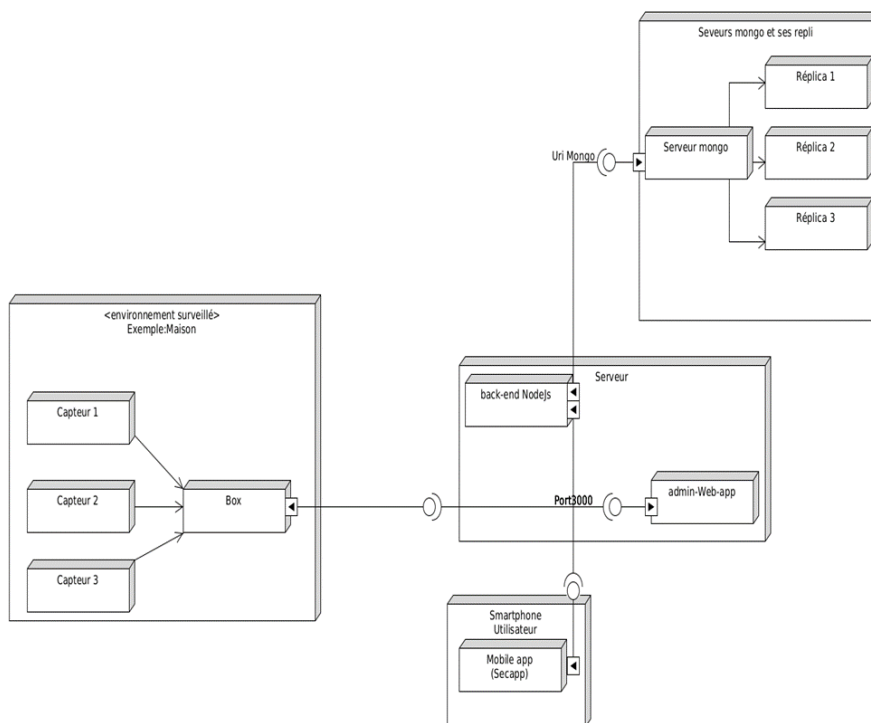 Seveurs mongo et ses repli
Réplica 1
Uri Mongo
Serveur mongo
Réplica 2
Réplica 3
<environnement surveillé>
Exemple:Maison
Serveur
back-end NodeJs
Capteur 1
Capteur 2
Box
Port3000
admin-Web-app
Capteur 3
Smartphone
Utilisateur
Mobile app
(Secapp)